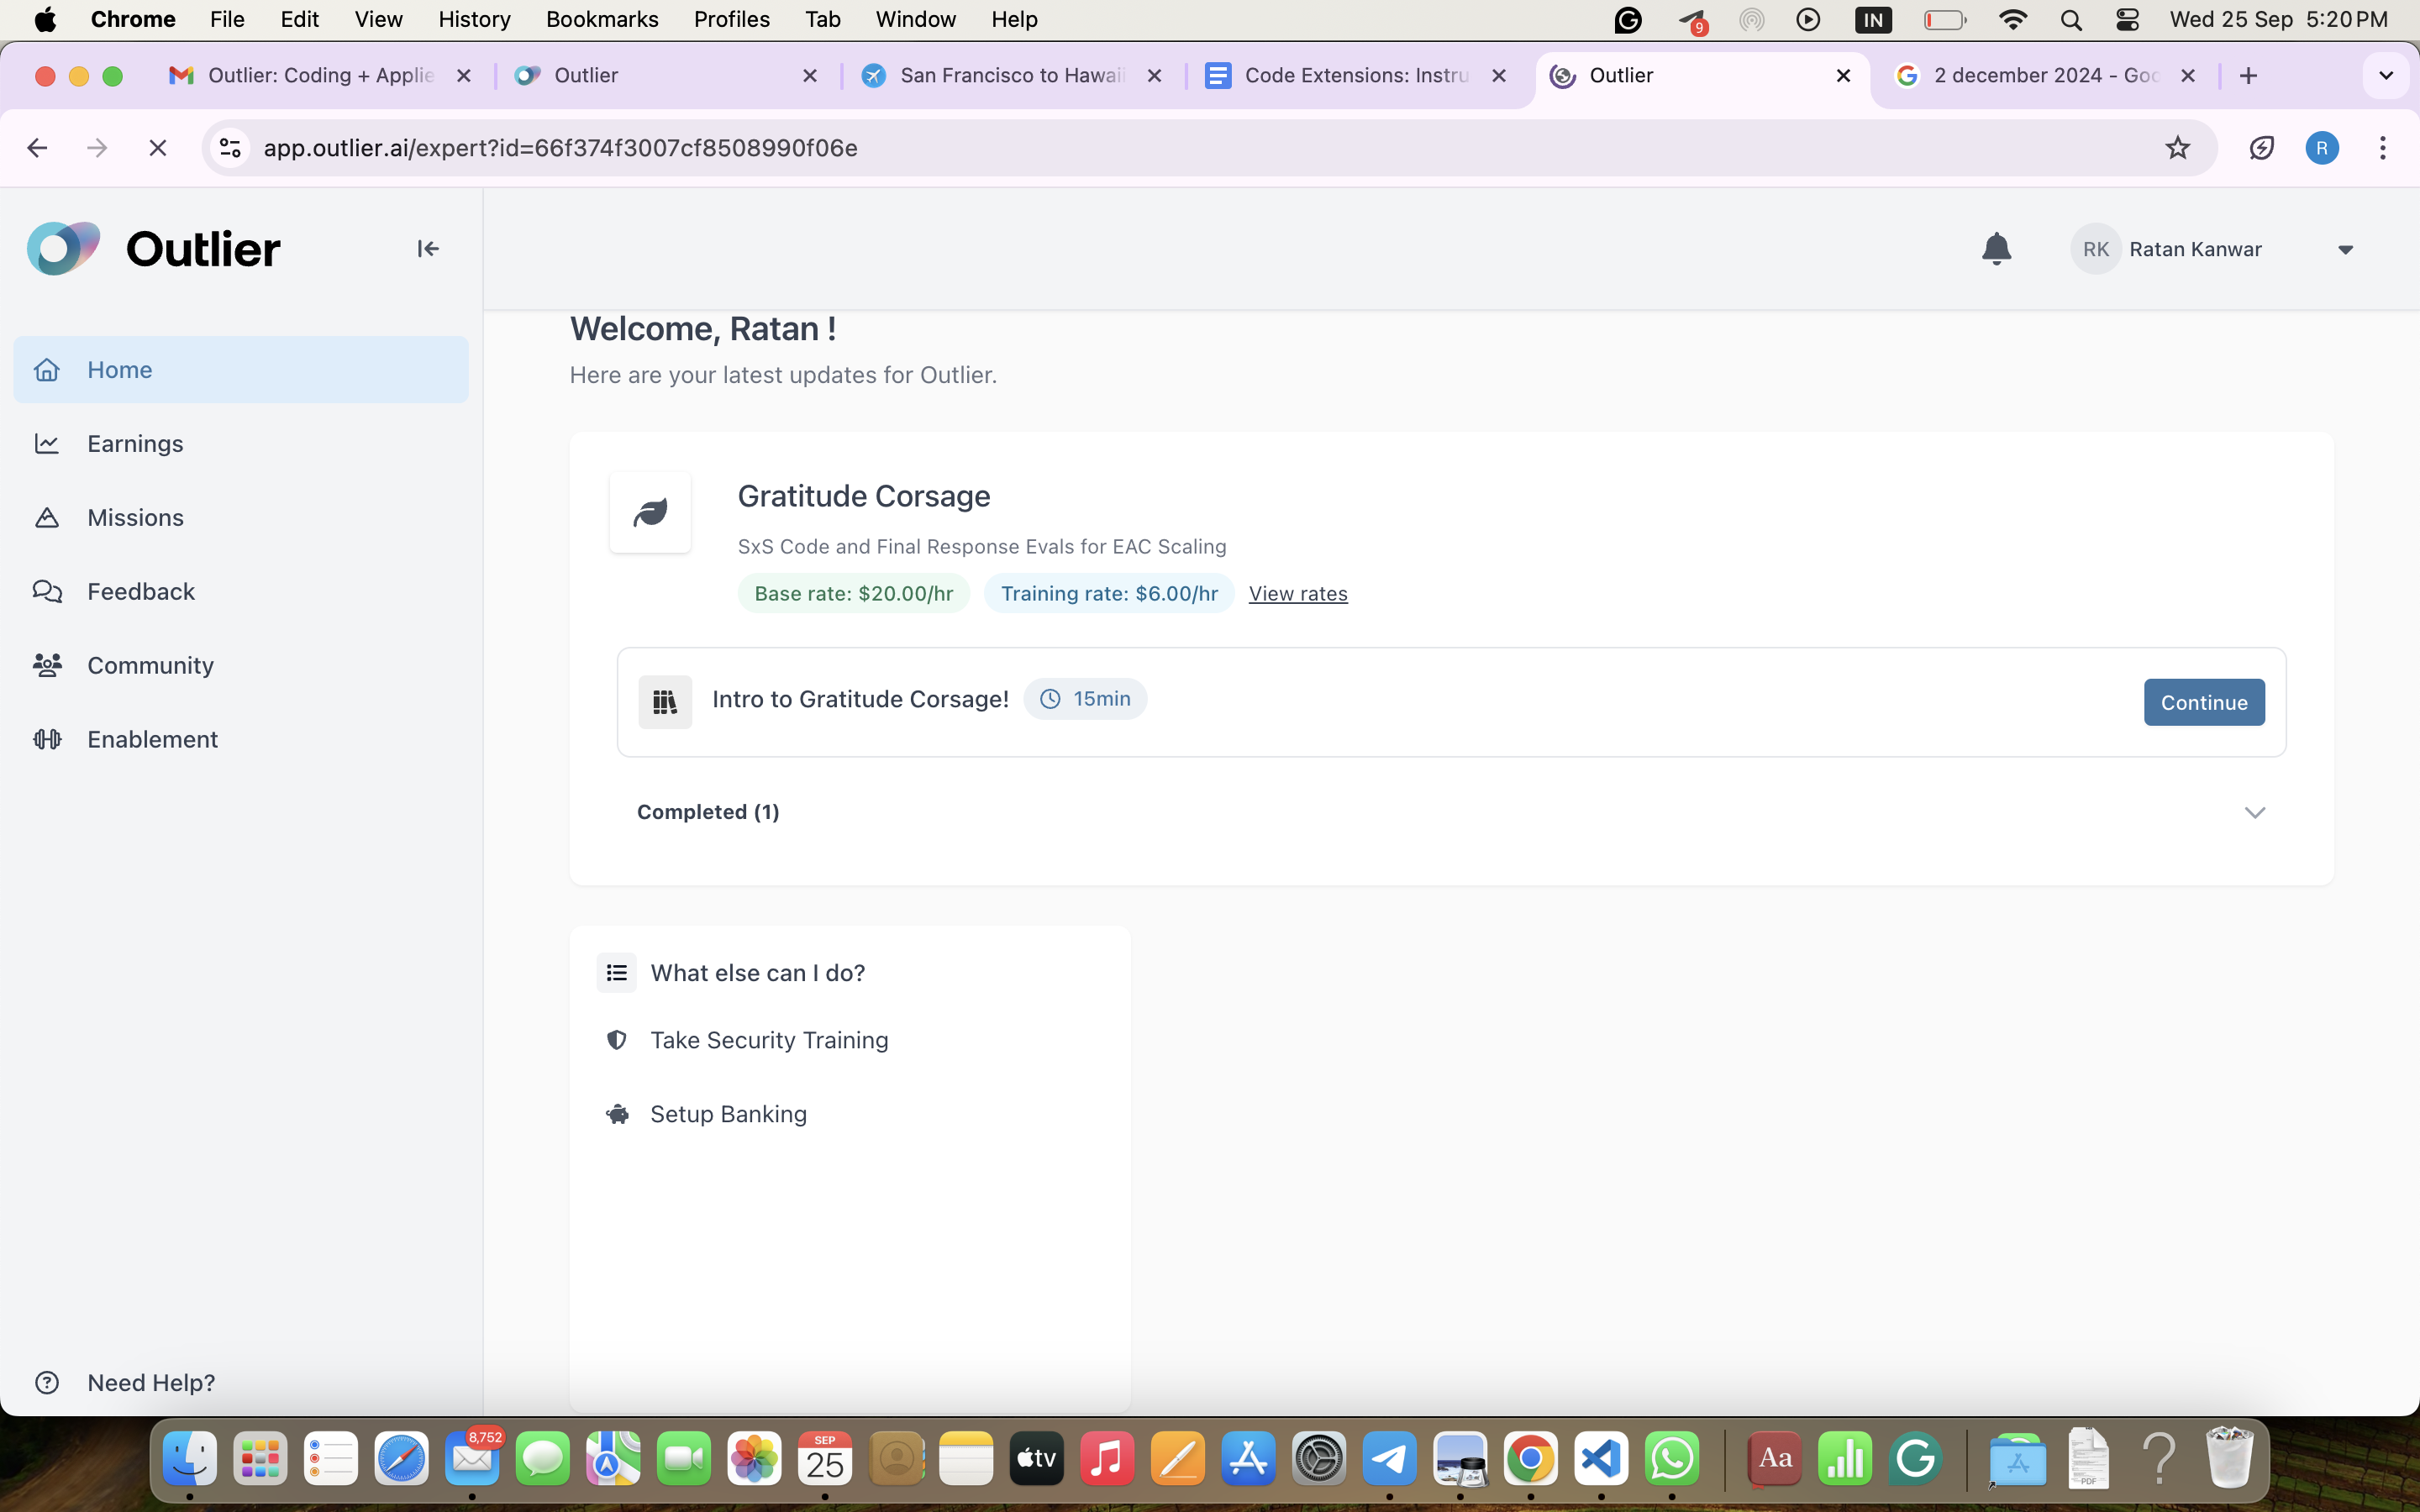 Chrome File Edit View History Bookmarks Profiles Tab Window Help 9 IN Wed 25 Sep 5:20 PM
Outlier: Coding + Applie Outlier San Francisco to Hawaii Code Extensions: Instru Outlier 2 december 2024 - Goo
app.outlier.ai/expert?id=66f374f3007cf8508990f06e R
Outlier
RK Ratan Kanwar
Home
Earnings
Missions
Feedback
Community
Enablement
Need Help?
Welcome, Ratan !
Here are your latest updates for Outlier.
Gratitude Corsage
SxS Code and Final Response Evals for EAC Scaling
Base rate: $20.00/hr Training rate: $6.00/hr View rates
Intro to Gratitude Corsage! 15min Continue
Completed (1)
What else can I do?
Take Security Training
Setup Banking
8,752
SEP
25
tv
Aa
PDF